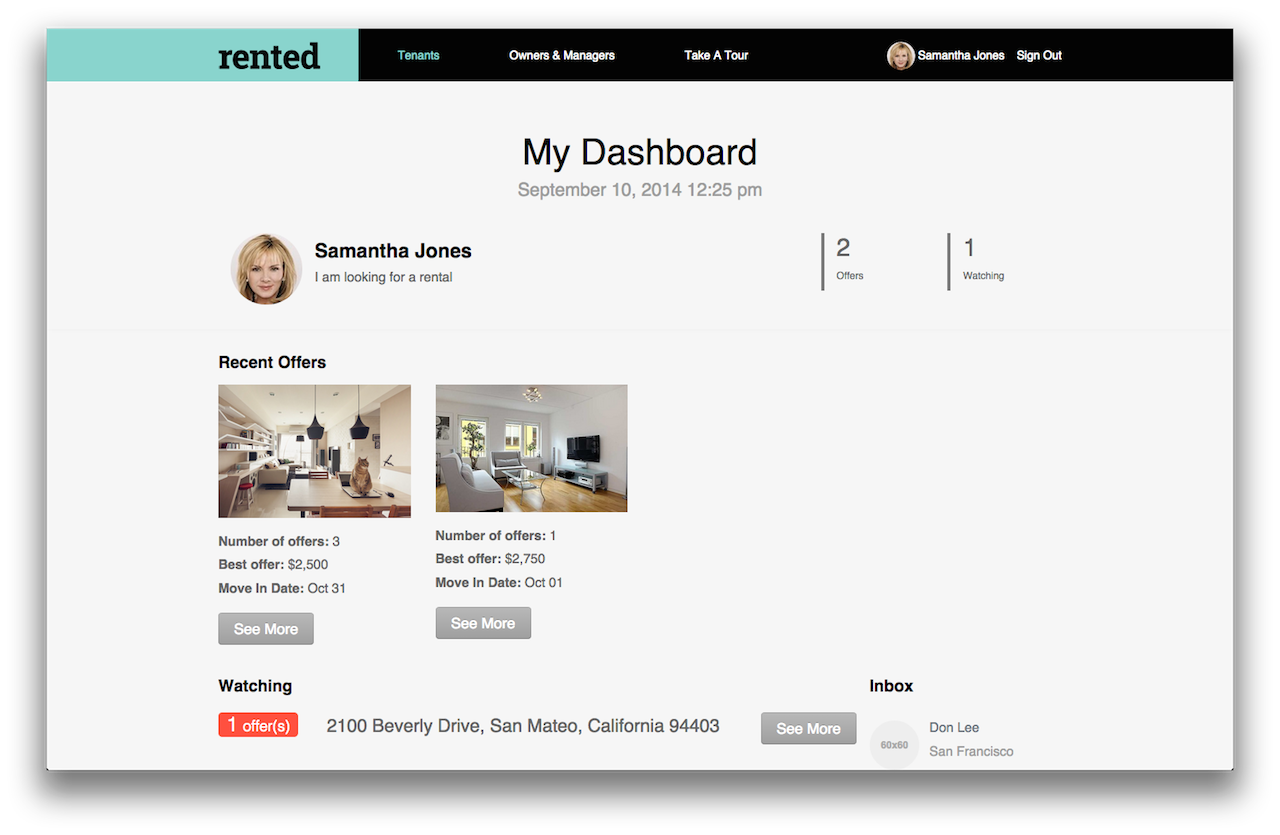 rented
Tenants
Owners & Managers
Take A Tour
Samantha Jones
Sign Out
My Dashboard
September 10, 2014 12:25 pm
Samantha Jones
I am looking for a rental
2
Offers
1
Watching
Recent Offers
Number of offers: 3
Best offer: $2,500
Move In Date: Oct 31
See More
Number of offers: 1
Best offer: $2,750
Move In Date: Oct 01
See More
Watching
1 offer(s)
2100 Beverly Drive, San Mateo, California 94403
See More
Inbox
60x60
Don Lee
San Francisco